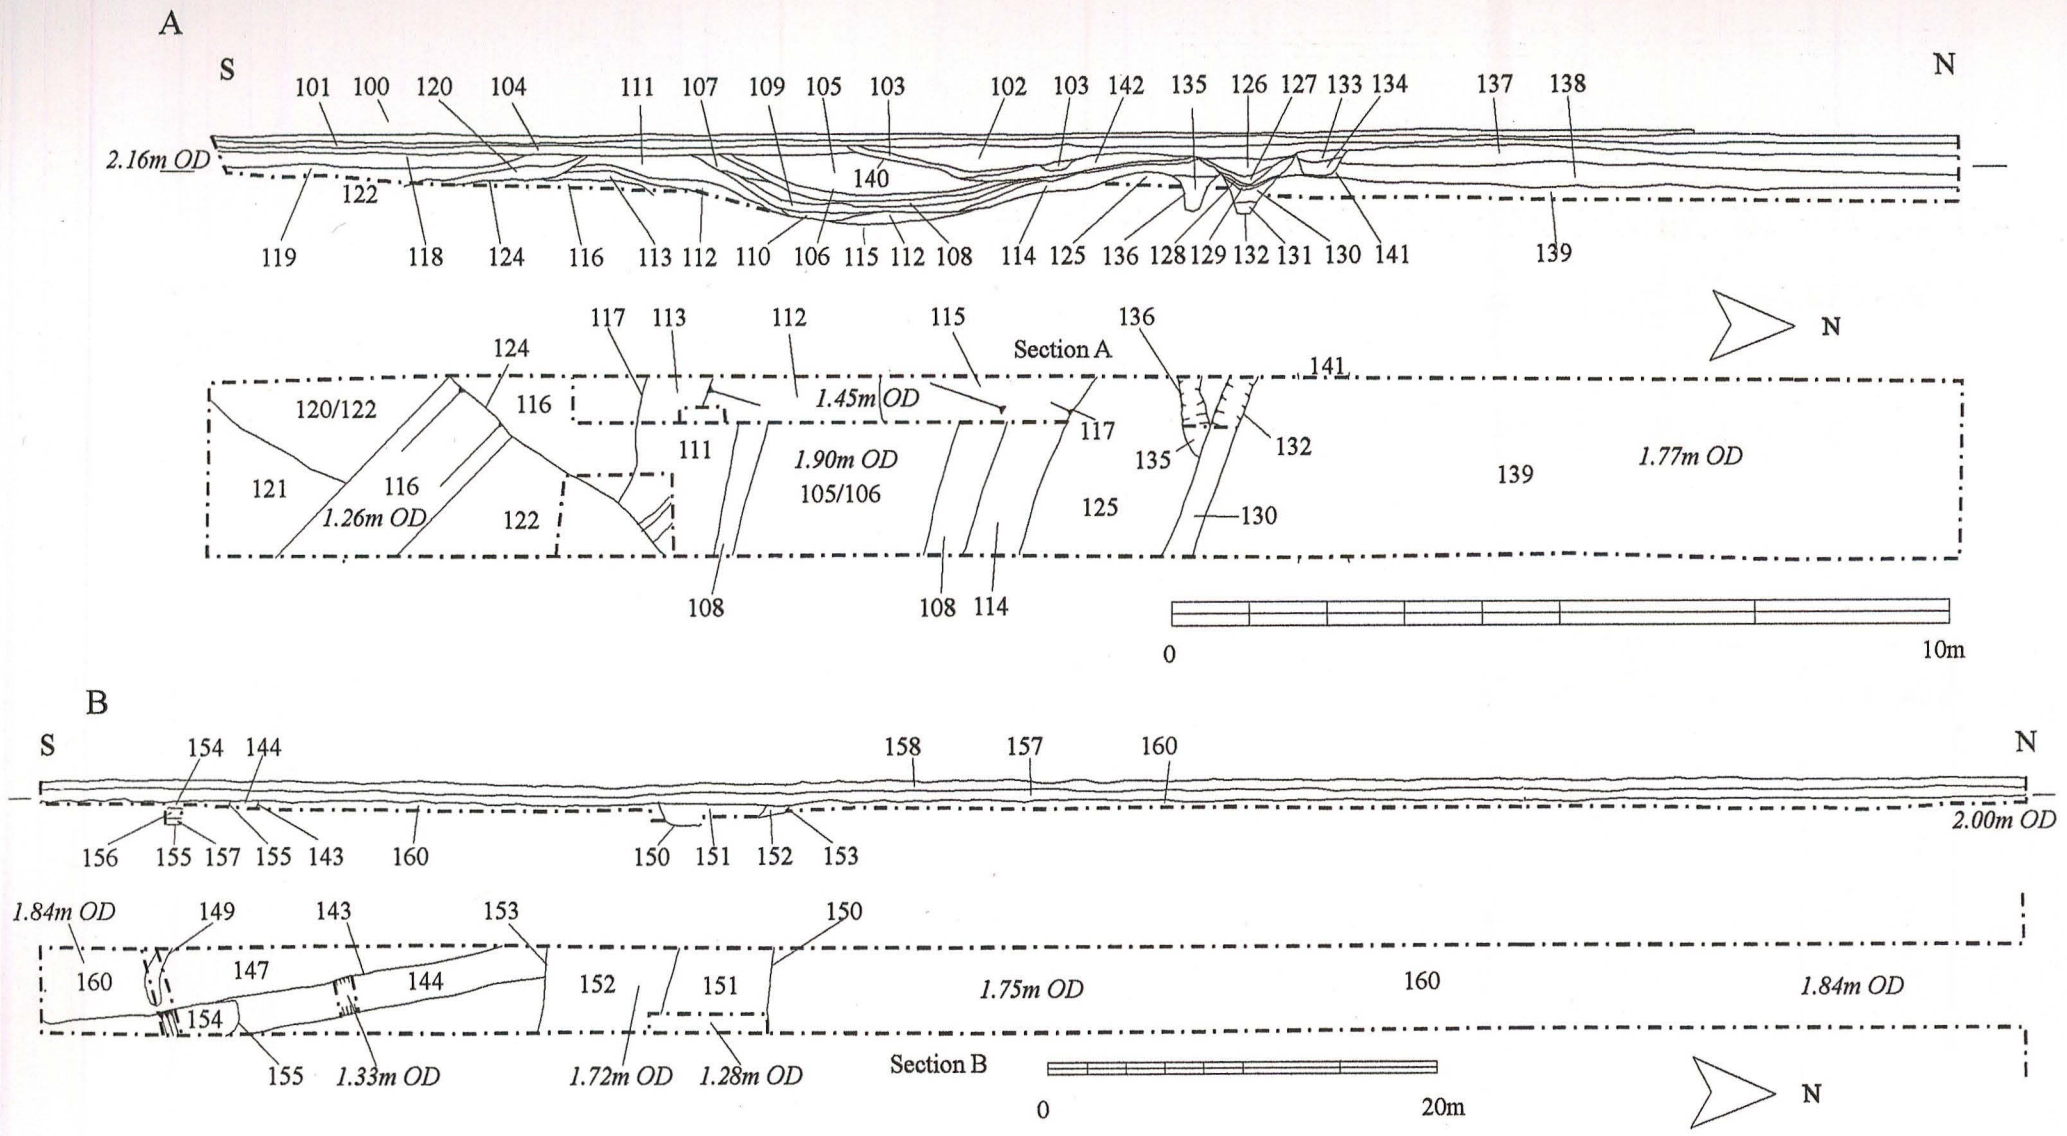 A
S N
101 100 120 104 111 107 109 105 103 102 103 142 135 126 127 133 134 137 138
2.16m OD
140
122
119 118 124 116 113 112 110 106 115 112 108 114 125 136 128 129 132 131 130 141 139
N
117 113 112 115 136
Section A
124
141
120/122 116 1.45m OD
117
111 135 132
121 116 1.90m OD 1.77m OD
105/106 139
1.26m OD 122 125 130
108 108 114
0 10m
B
S N
154 144 158 157 160
2.00m OD
156 155 157 155 143 160 150 151 152 153
1.84m OD 149 143 153 150
160 147 144 152 151 1.75m OD 160 1.84m OD
154
155 1.33m OD 1.72m OD 1.28m OD Section B
N
0 20m